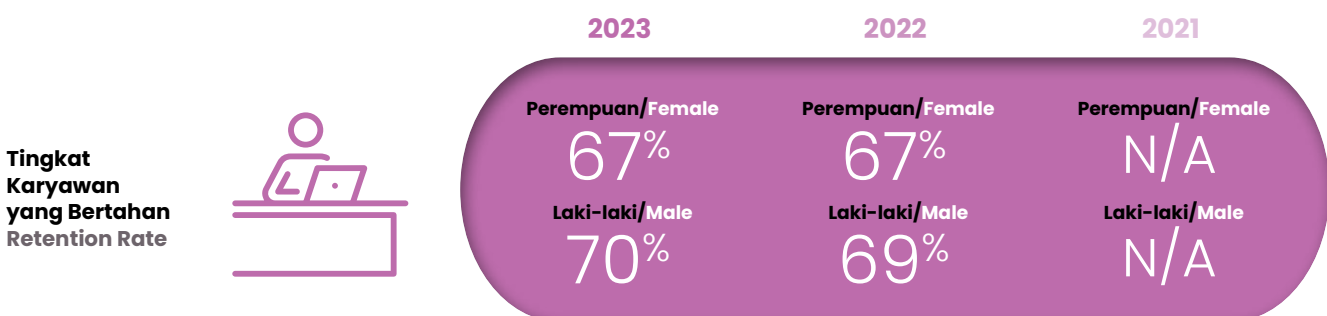 2023 2022 2021
Tingkat
Karyawan
yang Bertahan
Retention Rate
Perempuan/Female Perempuan/Female Perempuan/Female
67% 67% N/A
Laki-laki/Male Laki-laki/Male Laki-laki/Male
70% 69% N/A